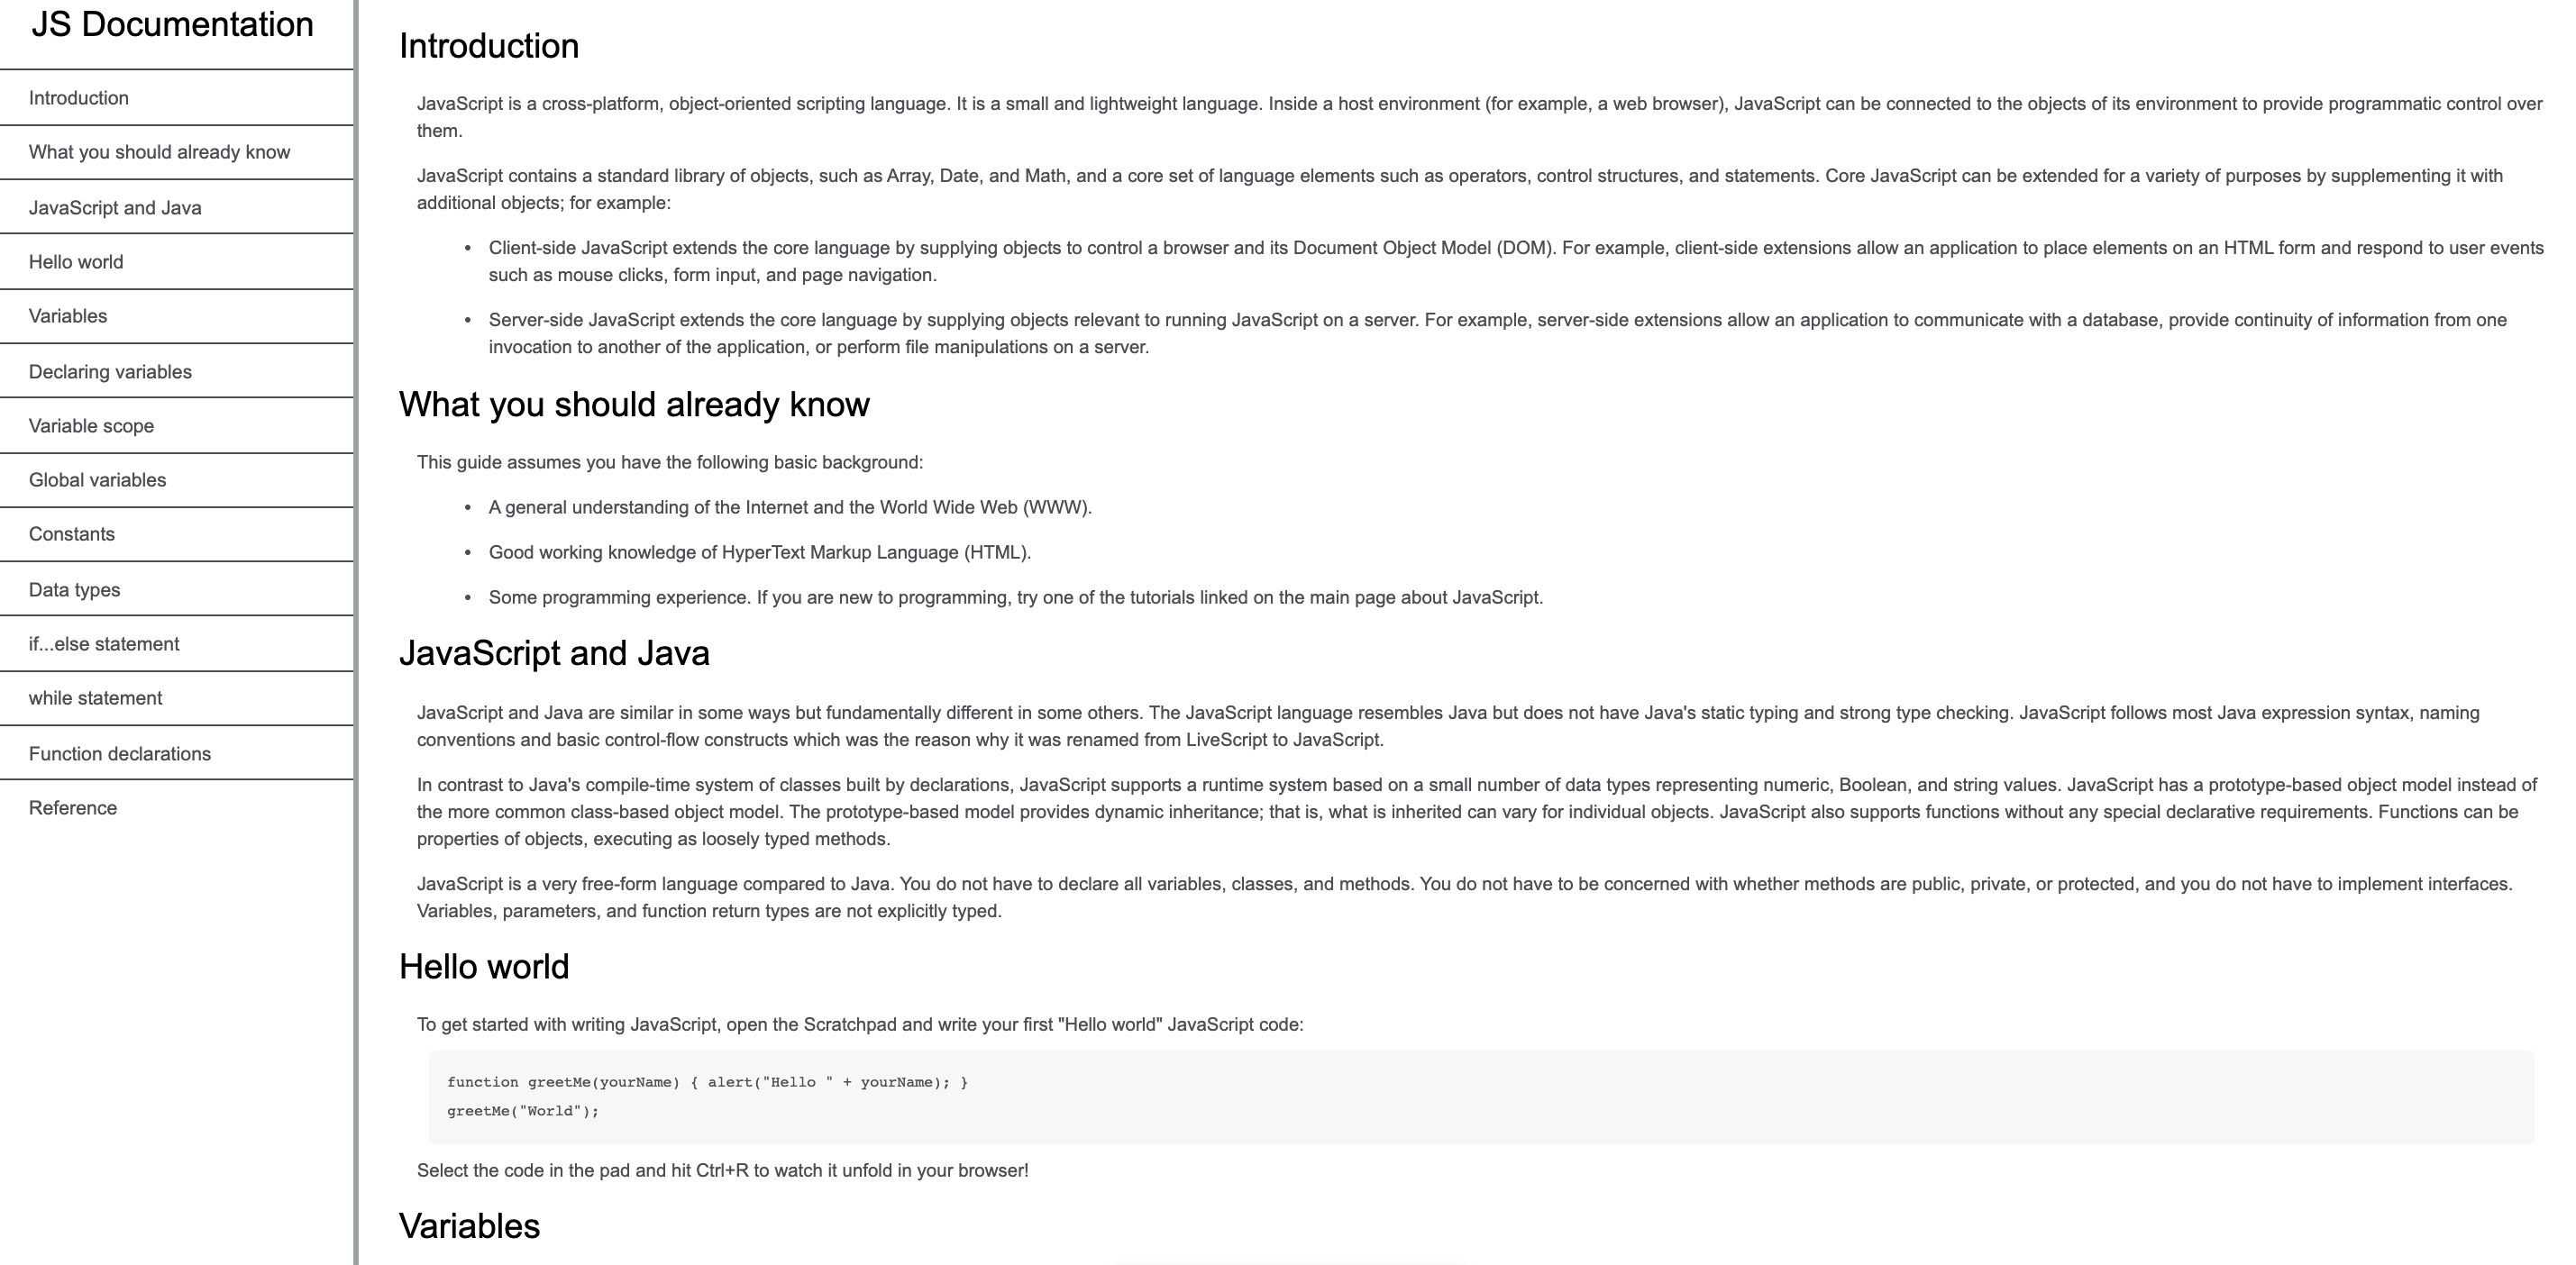 JS Documentation
Introduction
What you should already know
JavaScript and Java
Hello world
Variables
Declaring variables
Variable scope
Global variables
Constants
Data types
if...else statement
while statement
Function declarations
Reference
Introduction
JavaScript is a cross-platform, object-oriented scripting language. It is a small and lightweight language. Inside a host environment (for example, a web browser), JavaScript can be connected to the objects of its environment to provide programmatic control over
them.
JavaScript contains a standard library of objects, such as Array, Date, and Math, and a core set of language elements such as operators, control structures, and statements. Core JavaScript can be extended for a variety of purposes by supplementing it with
additional objects; for example:
• Client-side JavaScript extends the core language by supplying objects to control a browser and its Document Object Model (DOM). For example, client-side extensions allow an application to place elements on an HTML form and respond to user events
such as mouse clicks, form input, and page navigation.
• Server-side JavaScript extends the core language by supplying objects relevant to running JavaScript on a server. For example, server-side extensions allow an application to communicate with a database, provide continuity of information from one
invocation to another of the application, or perform file manipulations on a server.
What you should already know
This guide assumes you have the following basic background:
• A general understanding of the Internet and the World Wide Web (WWW).
• Good working knowledge of HyperText Markup Language (HTML).
• Some programming experience. If you are new to programming, try one of the tutorials linked on the main page about JavaScript.
JavaScript and Java
JavaScript and Java are similar in some ways but fundamentally different in some others. The JavaScript language resembles Java but does not have Java's static typing and strong type checking. JavaScript follows most Java expression syntax, naming
conventions and basic control-flow constructs which was the reason why it was renamed from LiveScript to JavaScript.
In contrast to Java's compile-time system of classes built by declarations, JavaScript supports a runtime system based on a small number of data types representing numeric, Boolean, and string values. JavaScript has a prototype-based object model instead of
the more common class-based object model. The prototype-based model provides dynamic inheritance; that is, what is inherited can vary for individual objects. JavaScript also supports functions without any special declarative requirements. Functions can be
properties of objects, executing as loosely typed methods.
JavaScript is a very free-form language compared to Java. You do not have to declare all variables, classes, and methods. You do not have to be concerned with whether methods are public, private, or protected, and you do not have to implement interfaces.
Variables, parameters, and function return types are not explicitly typed.
Hello world
To get started with writing JavaScript, open the Scratchpad and write your first "Hello world" JavaScript code:
function greetMe(yourName) { alert("Hello " + yourName); }
greetMe("World");
Select the code in the pad and hit Ctrl+R to watch it unfold in your browser!
Variables